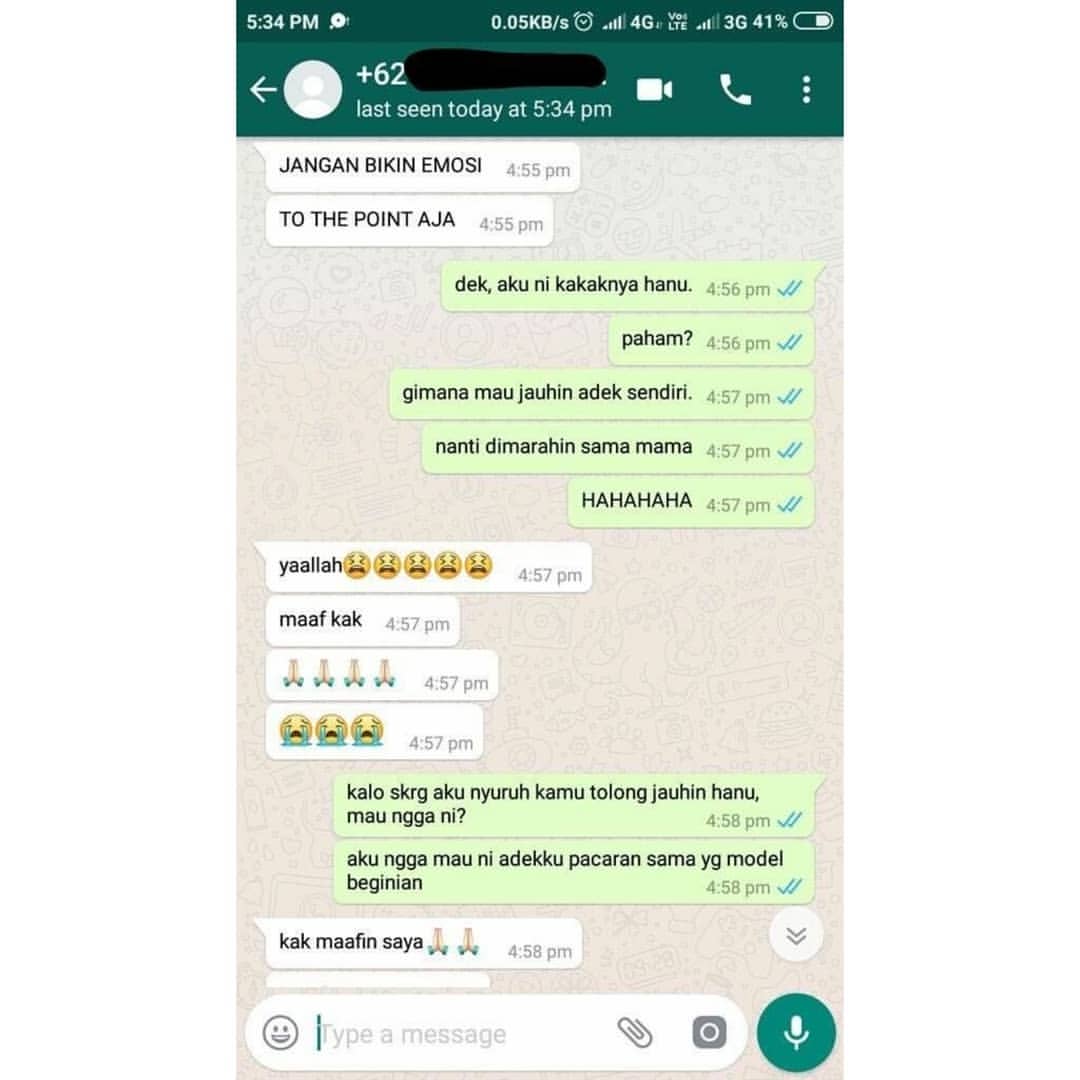 5:34 PM 0.05KB/s 4G Vo LTE 3G 41%
+62
last seen today at 5:34 pm
JANGAN BIKIN EMOSI 4:55 pm
TO THE POINT AJA 4:55 pm
dek, aku ni kakaknya hanu. 4:56 pm
paham? 4:56 pm
gimana mau jauhin adek sendiri. 4:57 pm
nanti dimarahin sama mama 4:57 pm
HAHAHAHA 4:57 pm
yaallah😫😫😫😫😫 4:57 pm
maaf kak 4:57 pm
🙏🏻🙏🏻🙏🏻🙏🏻 4:57 pm
😭😭😭 4:57 pm
kalo skrg aku nyuruh kamu tolong jauhin hanu,
mau ngga ni? 4:58 pm
aku ngga mau ni adekku pacaran sama yg model
beginian 4:58 pm
kak maafin saya🙏🏻🙏🏻 4:58 pm
Type a message